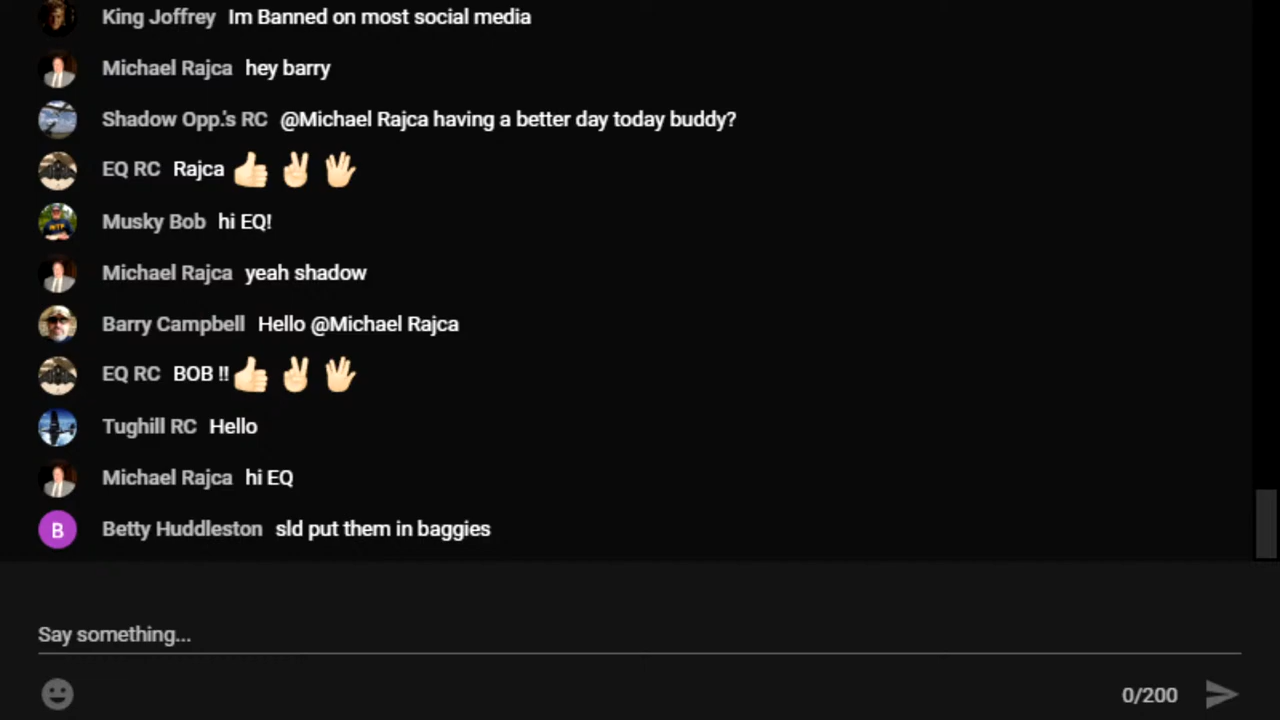 King Joffrey Im Banned on most social media
Michael Rajca hey barry
Shadow Opp.'s RC @Michael Rajca having a better day today buddy?
EQ RC Rajca 👍🏻 ✌🏻 🖖🏻
Musky Bob hi EQ!
Michael Rajca yeah shadow
Barry Campbell Hello @Michael Rajca
EQ RC BOB !! 👍🏻 ✌🏻 🖖🏻
Tughill RC Hello
Michael Rajca hi EQ
B Betty Huddleston sld put them in baggies
Say something...
0/200